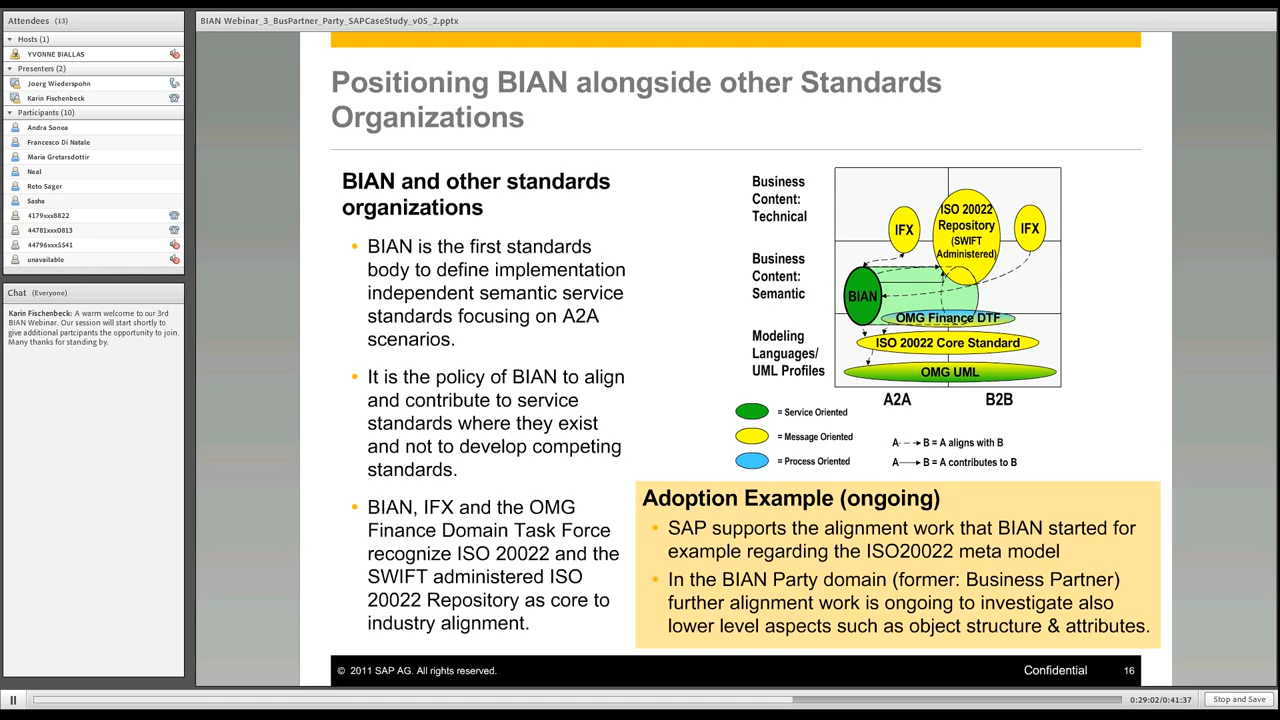 Attendees (13)
Hosts (1)
YVONNE BIALLAS
Presenters (2)
Joerg Wiederspohn
Karin Fischenbeck
Participants (10)
Andra Sonea
Francesco Di Natale
Maria Gretarsdottir
Neal
Reto Sager
Sasha
4179xxx8822
44781xxx0813
44796xxx5541
unavailable
Chat (Everyone)
Karin Fischenbeck: A warm welcome to our 3rd
BIAN Webinar. Our session will start shortly to
give additional partcipants the opportunity to join.
Many thanks for standing by.
BIAN Webinar_3_BusPartner_Party_SAPCaseStudy_v05_2.pptx
Positioning BIAN alongside other Standards
Organizations
BIAN and other standards
organizations
• BIAN is the first standards
body to define implementation
independent semantic service
standards focusing on A2A
scenarios.
• It is the policy of BIAN to align
and contribute to service
standards where they exist
and not to develop competing
standards.
• BIAN, IFX and the OMG
Finance Domain Task Force
recognize ISO 20022 and the
SWIFT administered ISO
20022 Repository as core to
industry alignment.
Business
Content:
Technical
Business
Content:
Semantic
Modeling
Languages/
UML Profiles
IFX
ISO 20022
Repository
(SWIFT
Administered)
IFX
BIAN
OMG Finance DTF
ISO 20022 Core Standard
OMG UML
A2A
B2B
= Service Oriented
= Message Oriented
= Process Oriented
A B = A aligns with B
A B = A contributes to B
Adoption Example (ongoing)
• SAP supports the alignment work that BIAN started for
example regarding the ISO20022 meta model
• In the BIAN Party domain (former: Business Partner)
further alignment work is ongoing to investigate also
lower level aspects such as object structure & attributes.
© 2011 SAP AG. All rights reserved.
Confidential
16
0:29:02/0:41:37
Stop and Save